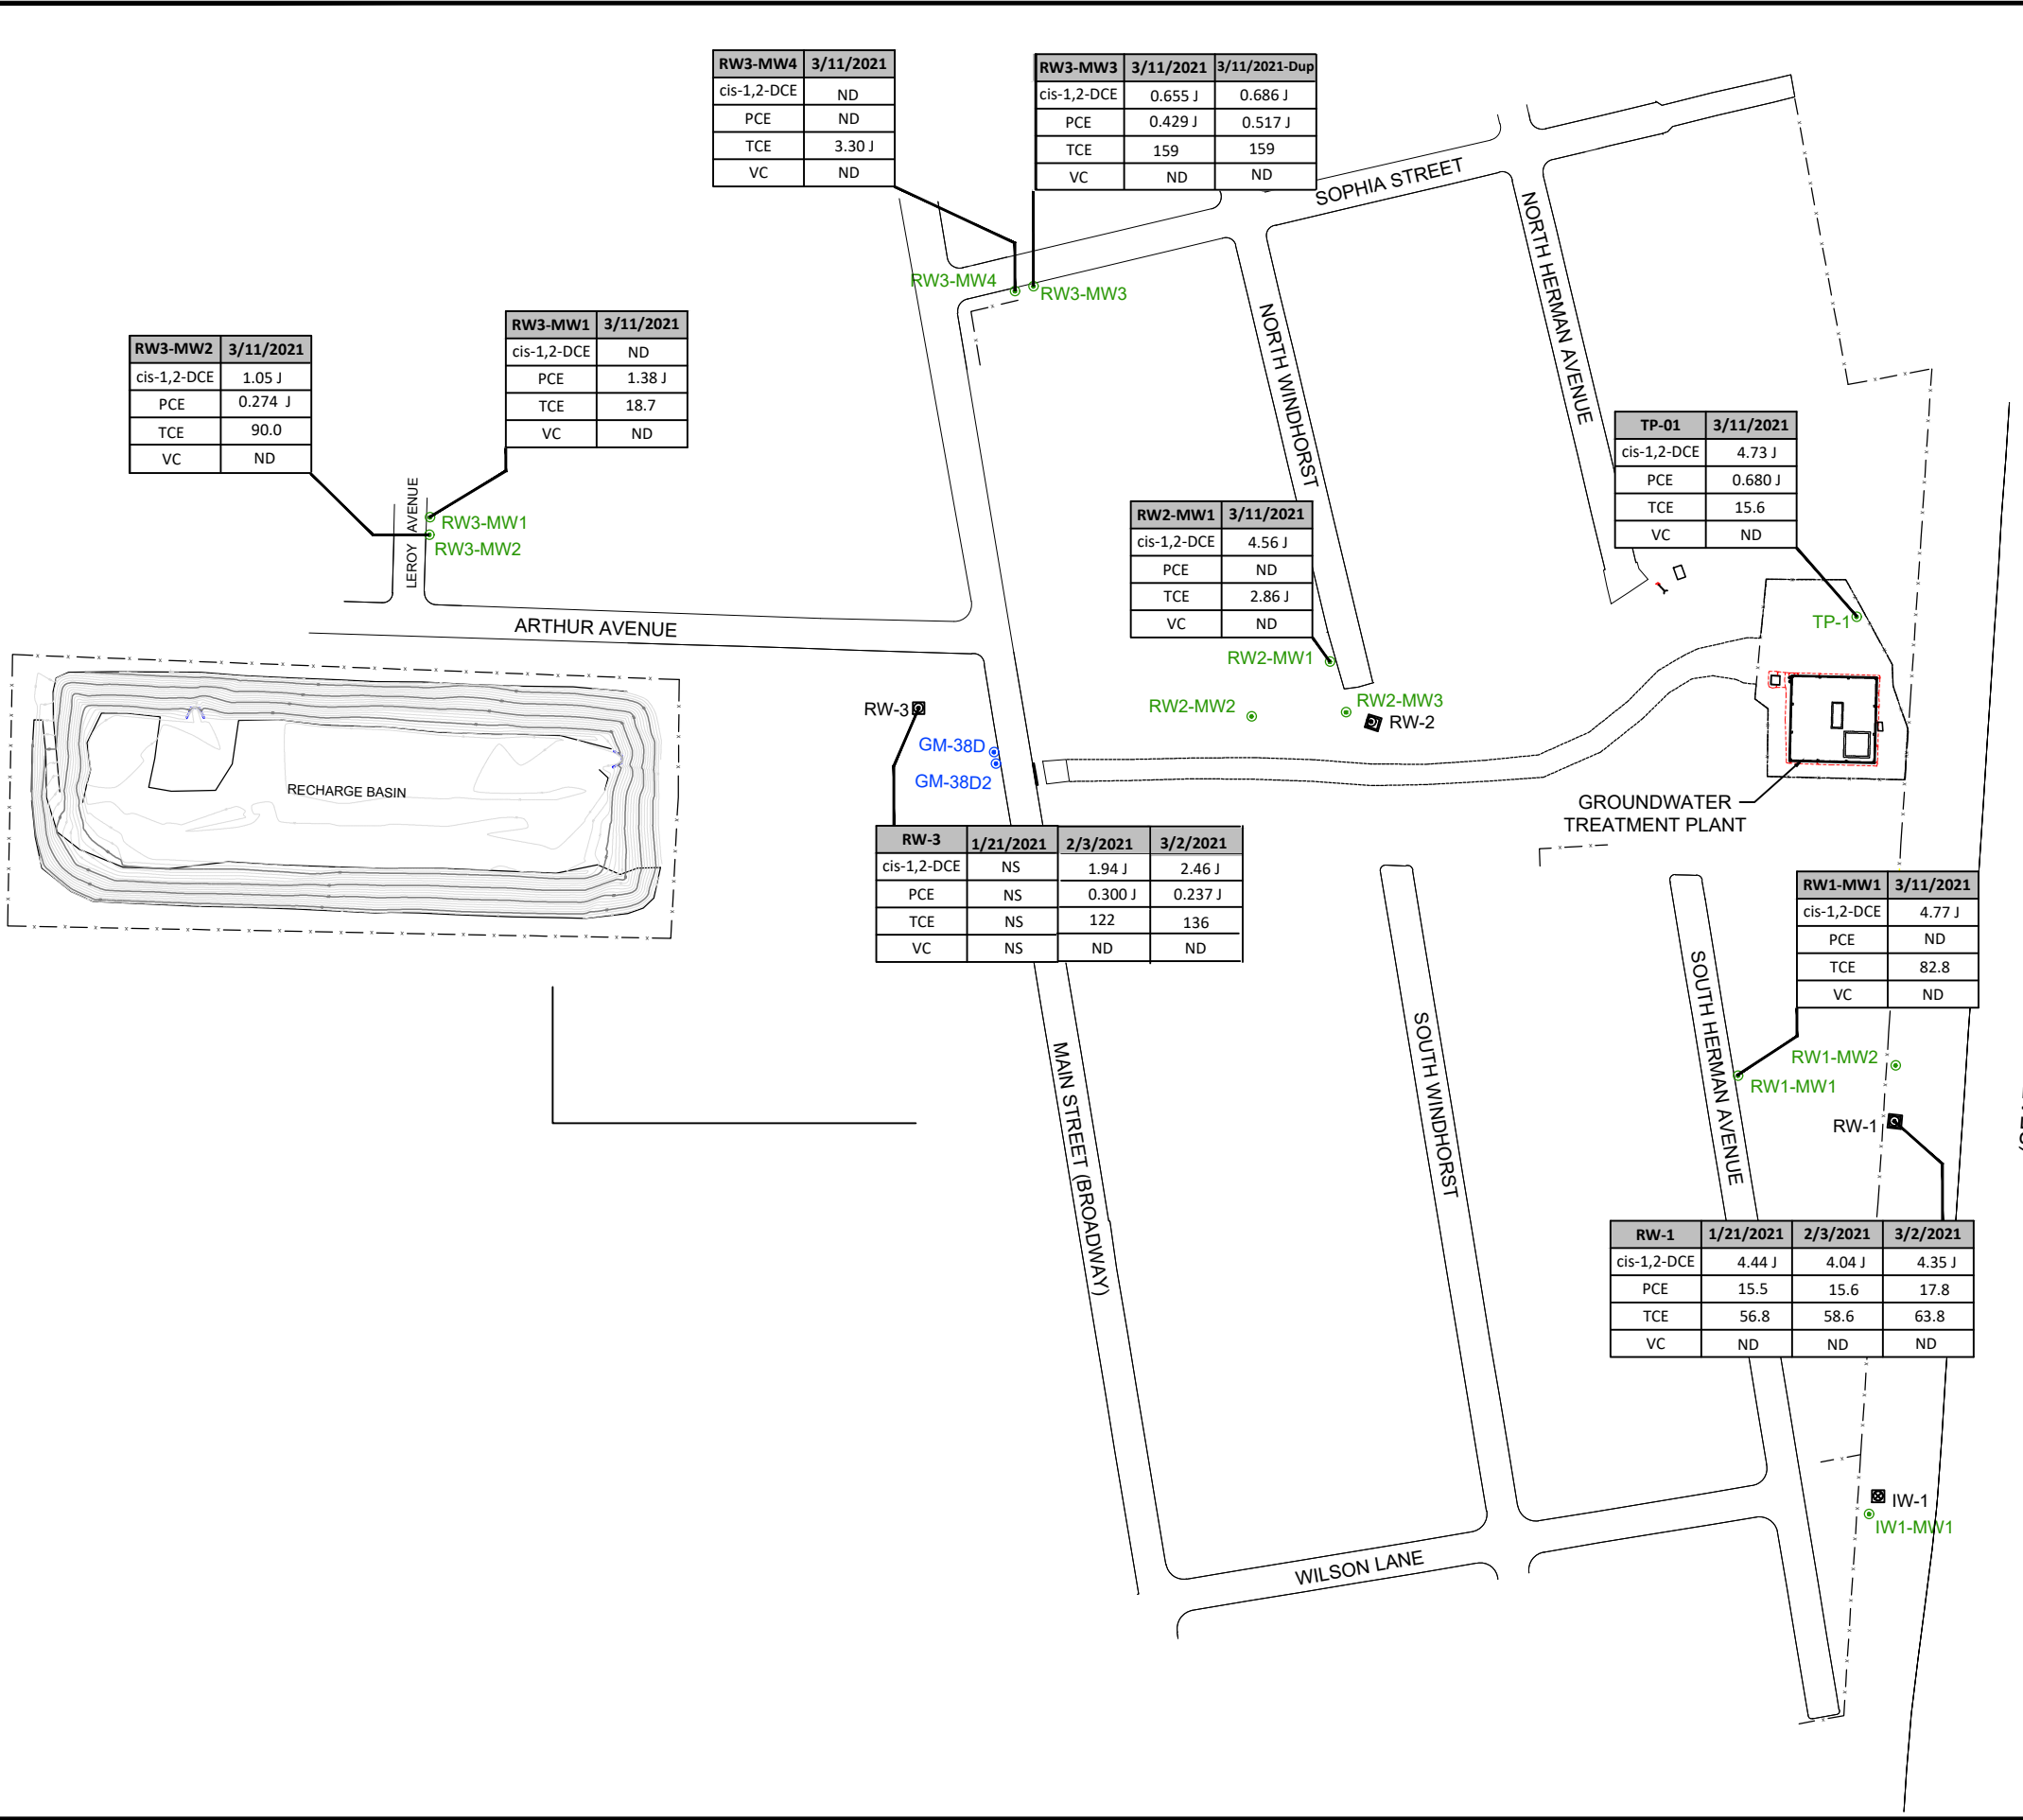 RW3-MW4 3/11/2021
cis-1,2-DCE ND
PCE ND
TCE 3.30 J
VC ND
RW3-MW3 3/11/2021 3/11/2021-Dup
cis-1,2-DCE 0.655 J 0.686 J
PCE 0.429 J 0.517 J
TCE 159 159
VC ND ND
SOPHIA STREET
NORTH HERMAN AVENUE
RW3-MW4
RW3-MW3
NORTH WINDHORST
RW3-MW2 3/11/2021
cis-1,2-DCE 1.05 J
PCE 0.274 J
TCE 90.0
VC ND
RW3-MW1 3/11/2021
cis-1,2-DCE ND
PCE 1.38 J
TCE 18.7
VC ND
TP-01 3/11/2021
cis-1,2-DCE 4.73 J
PCE 0.680 J
TCE 15.6
VC ND
LEROY AVENUE
RW3-MW1
RW3-MW2
RW2-MW1 3/11/2021
cis-1,2-DCE 4.56 J
PCE ND
TCE 2.86 J
VC ND
ARTHUR AVENUE
TP-1
RW2-MW1
RW2-MW2
RW2-MW3
RW-2
RW-3
GM-38D
GM-38D2
RECHARGE BASIN
GROUNDWATER
TREATMENT PLANT
RW-3 1/21/2021 2/3/2021 3/2/2021
cis-1,2-DCE NS 1.94 J 2.46 J
PCE NS 0.300 J 0.237 J
TCE NS 122 136
VC NS ND ND
RW1-MW1 3/11/2021
cis-1,2-DCE 4.77 J
PCE ND
TCE 82.8
VC ND
SOUTH HERMAN AVENUE
SOUTH WINDHORST
MAIN STREET (BROADWAY)
RW1-MW2
RW1-MW1
RW-1
RW-1 1/21/2021 2/3/2021 3/2/2021
cis-1,2-DCE 4.44 J 4.04 J 4.35 J
PCE 15.5 15.6 17.8
TCE 56.8 58.6 63.8
VC ND ND ND
IW-1
IW1-MW1
WILSON LANE